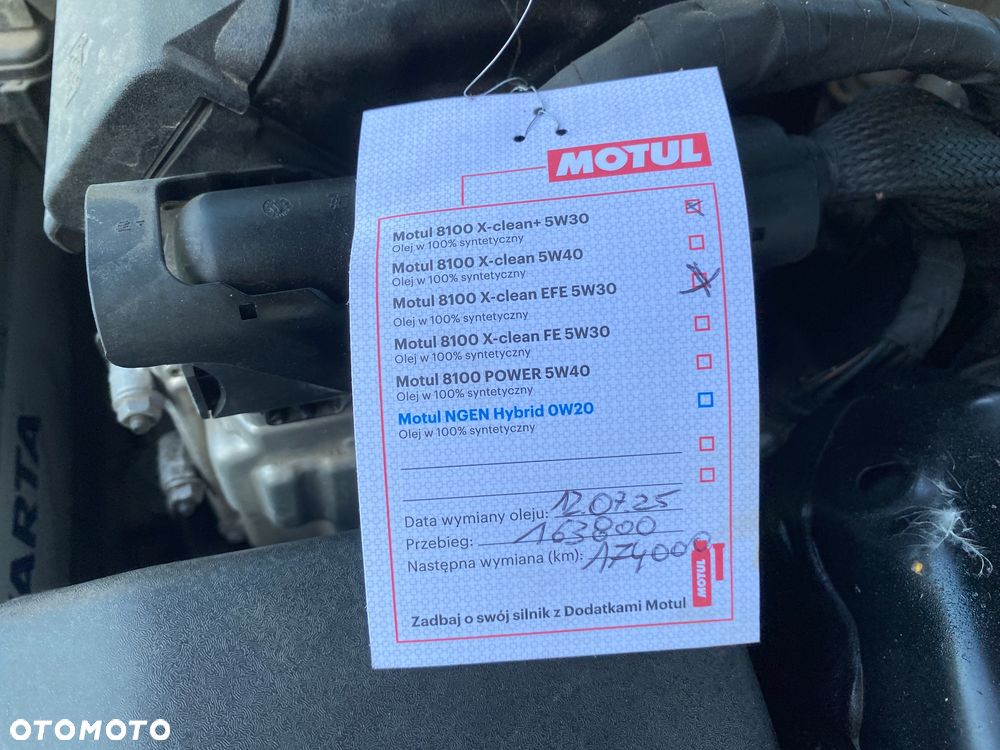 MOTUL
Motul 8100 X-clean+ 5W30
Olej w 100% syntetyczny
Motul 8100 X-clean 5W40
Olej w 100% syntetyczny
Motul 8100 X-clean EFE 5W30
Olej w 100% syntetyczny
Motul 8100 X-clean FE 5W30
Olej w 100% syntetyczny
Motul 8100 POWER 5W40
Olej w 100% syntetyczny
Motul NGEN Hybrid 0W20
Olej w 100% syntetyczny
Data wymiany oleju: 12 07 25
Przebieg: 163800
Następna wymiana (km): 174000
MOTUL
Zadbaj o swój silnik z Dodatkami Motul
ARTA
OTOMOTO